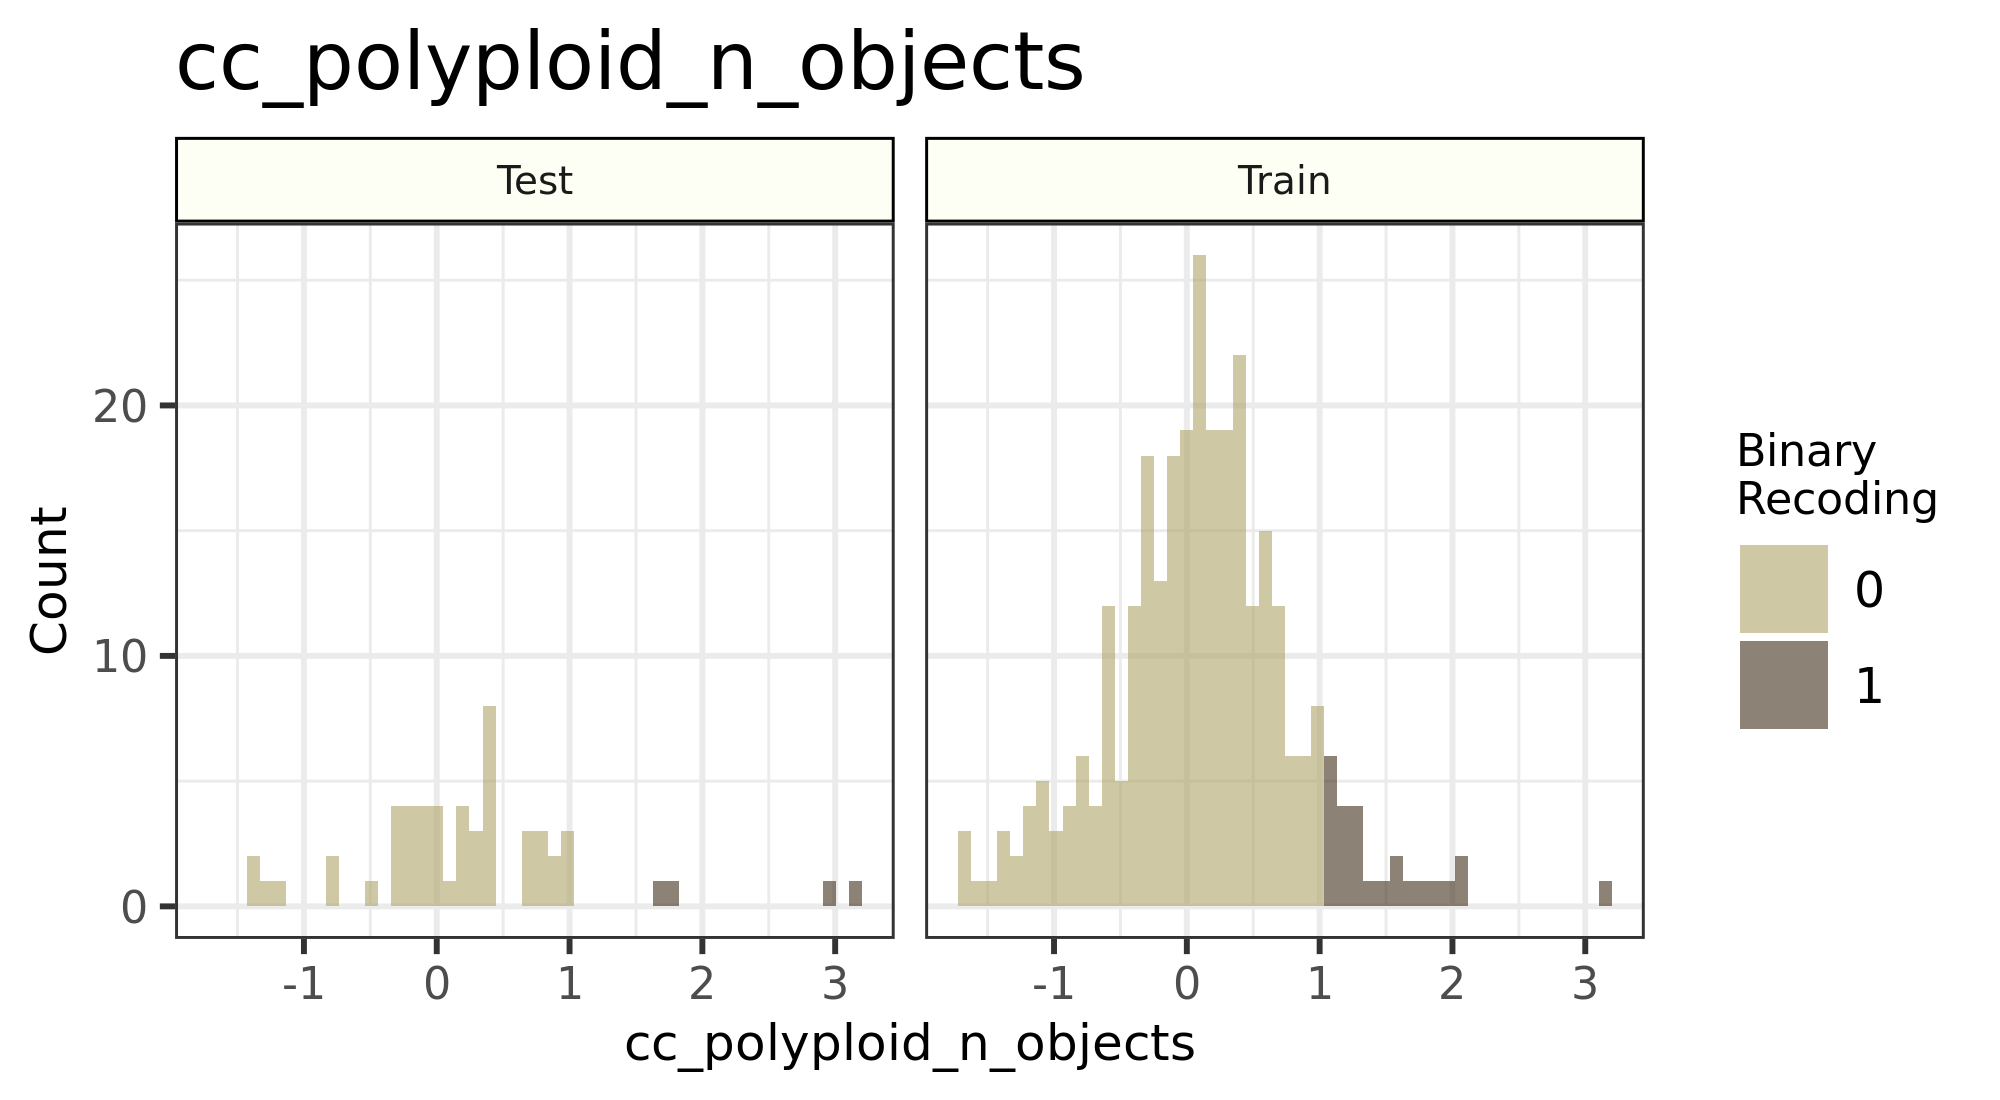 cc_polyploid_n_objects
Test
Train
Count
20
10
0
-1 0 1 2 3
-1 0 1 2 3
cc_polyploid_n_objects
Binary
Recoding
0
1